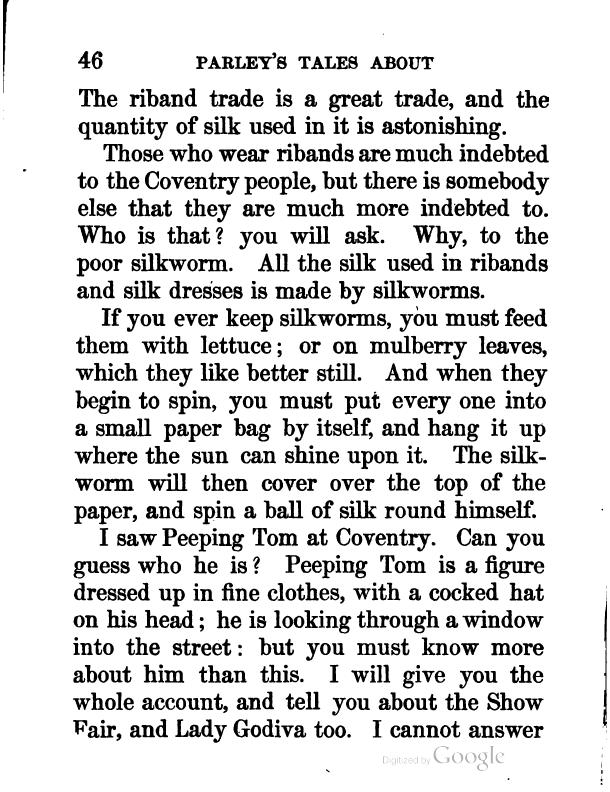 46 PARLEY'S TALES ABOUT
The riband trade is a great trade, and the
quantity of silk used in it is astonishing.
Those who wear ribands are much indebted
to the Coventry people, but there is somebody
else that they are much more indebted to.
Who is that? you will ask. Why, to the
poor silkworm. All the silk used in ribands
and silk dresses is made by silkworms.
If you ever keep silkworms, you must feed
them with lettuce; or on mulberry leaves,
which they like better still. And when they
begin to spin, you must put every one into
a small paper bag by itself, and hang it up
where the sun can shine upon it. The silk-
worm will then cover over the top of the
paper, and spin a ball of silk round himself.
I saw Peeping Tom at Coventry. Can you
guess who he is? Peeping Tom is a figure
dressed up in fine clothes, with a cocked hat
on his head; he is looking through a window
into the street: but you must know more
about him than this. I will give you the
whole account, and tell you about the Show
Fair, and Lady Godiva too. I cannot answer
Digitized by Google